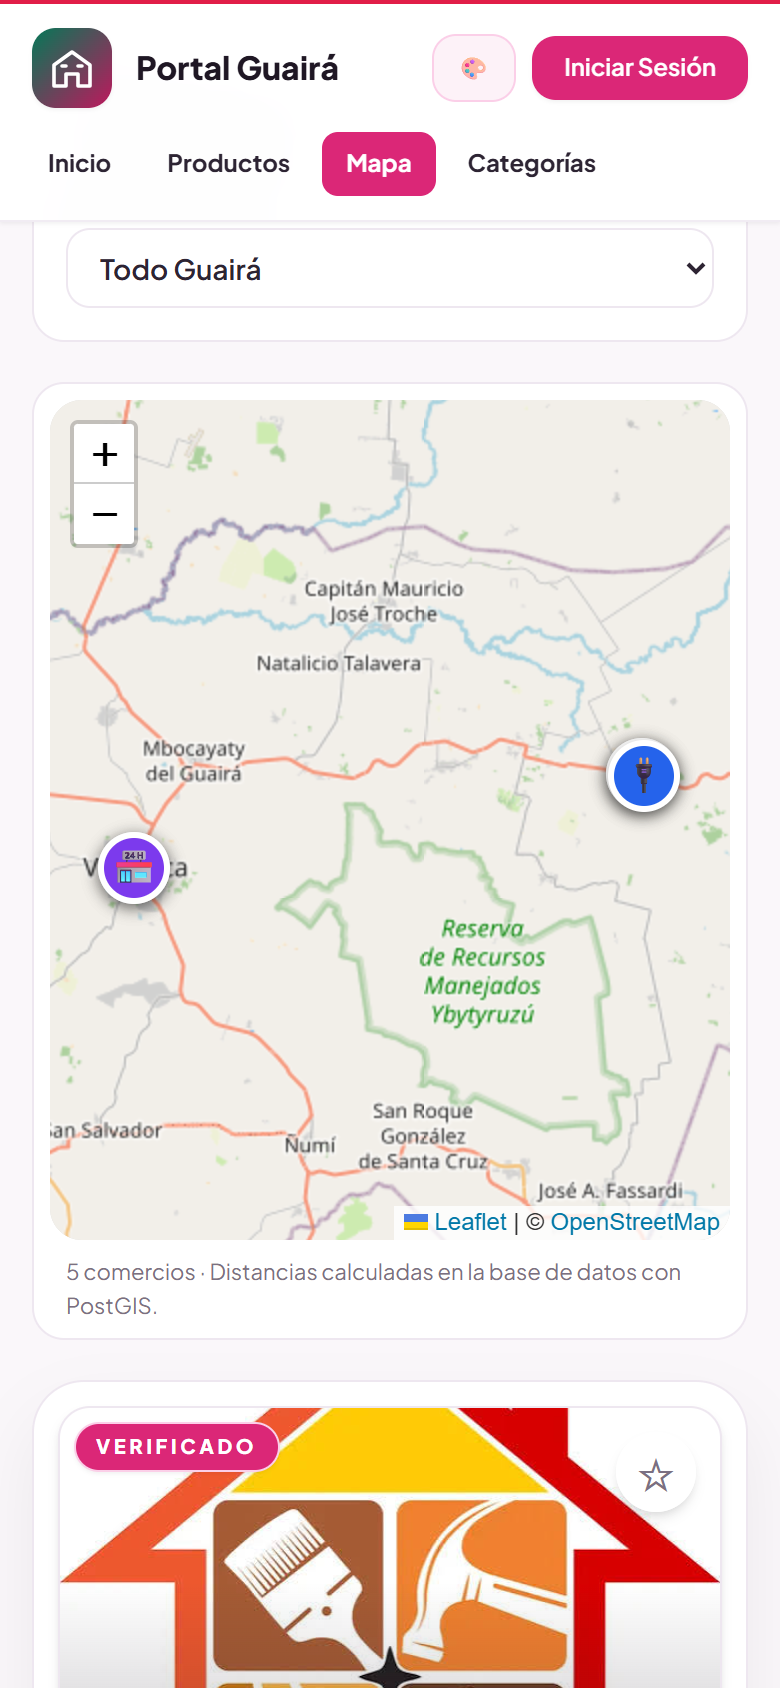 Portal Guairá
Iniciar Sesión
Inicio
Productos
Mapa
Categorías
Todo Guairá
+
−
Capitán Mauricio
José Troche
Natalicio Talavera
Mbocayaty
del Guairá
24 H
Reserva
de Recursos
Manejados
Ybytyruzú
San Roque
González
de Santa Cruz
an Salvador
Ñumí
José A. Fassardi
Leaflet | © OpenStreetMap
5 comercios · Distancias calculadas en la base de datos con
PostGIS.
VERIFICADO